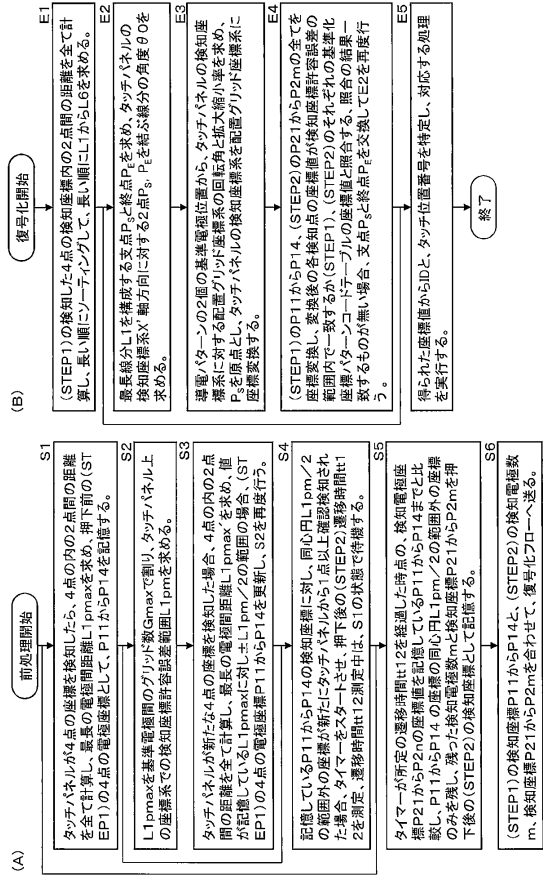 (A)
前処理開始
S1
タッチパネルが4点の座標を検知したら、4点の内の2点間の距離
を全て計算し、最長の電極間距離L1pmaxを求め、押下前の(ST
EP1)の4点の電極座標として、P11からP14を記憶する。
S2
L1pmaxを基準電極間のグリッド数Gmaxで割り、タッチパネル上
の座標系での検知座標許容誤差範囲L1pmを求める。
S3
タッチパネルが新たな4点の座標を検知した場合、4点の内の2点
間の距離を全て計算し、最長の電極間距離L1pmax'を求め、値
が記憶しているL1pmaxに対し±L1pm/2の範囲の場合、(ST
EP1)の4点の電極座標P11からP14を更新し、S2を再度行う。
S4
記憶しているP11からP14の検知座標に対し、同心円L1pm/2
の範囲外の座標が新たにタッチパネルから1点以上確認検知され
た場合、タイマーをスタートさせ、押下後の(STEP2)遷移時間tt1
2を測定、遷移時間tt12測定中は、S1の状態で待機する。
S5
タイマーが所定の遷移時間tt12を経過した時点の、検知電極座
標P21からP2nの座標値を記憶しているP11からP14までと比
較し、P11からP14 の座標の同心円L1pm/2の範囲外の座標
のみを残し、残った検知電極数mと検知座標P21からP2mを押
下後の(STEP2)の検知座標として記憶する。
S6
(STEP1)の検知座標P11からP14と、(STEP2)の検知電極数
m、検知座標P21からP2mを合わせて、復号化フローへ送る。
(B)
復号化開始
E1
(STEP1)の検知した4点の検知座標内の2点間の距離を全て計
算し、長い順にソーティングして、長い順にL1からL6を求める。
E2
最長線分L1を構成する支点PSと終点PEを求め、タッチパネルの
検知座標系X'軸方向に対する2点PS、PEを結ぶ線分の角度θ0を
求める。
E3
導電パターンの2個の基準電極位置から、タッチパネルの検知座
標系に対する配置グリッド座標系の回転角と拡大縮小率を求め、
PSを原点とし、タッチパネルの検知座標系を配置グリッド座標系に
座標変換する。
E4
(STEP1)のP11からP14、(STEP2)のP21からP2mの全てを
座標変換し、変換後の各検知点の座標値が検知座標許容誤差の
範囲内で一致するか(STEP1)、(STEP2)のそれぞれの基準化
座標パターンコードテーブルの座標値と照合する、照合の結果一
致するものが無い場合、支点PSと終点PEを交換してE2を再度行
う。
E5
得られた座標値からIDと、タッチ位置番号を特定し、対応する処理
を実行する。
終了